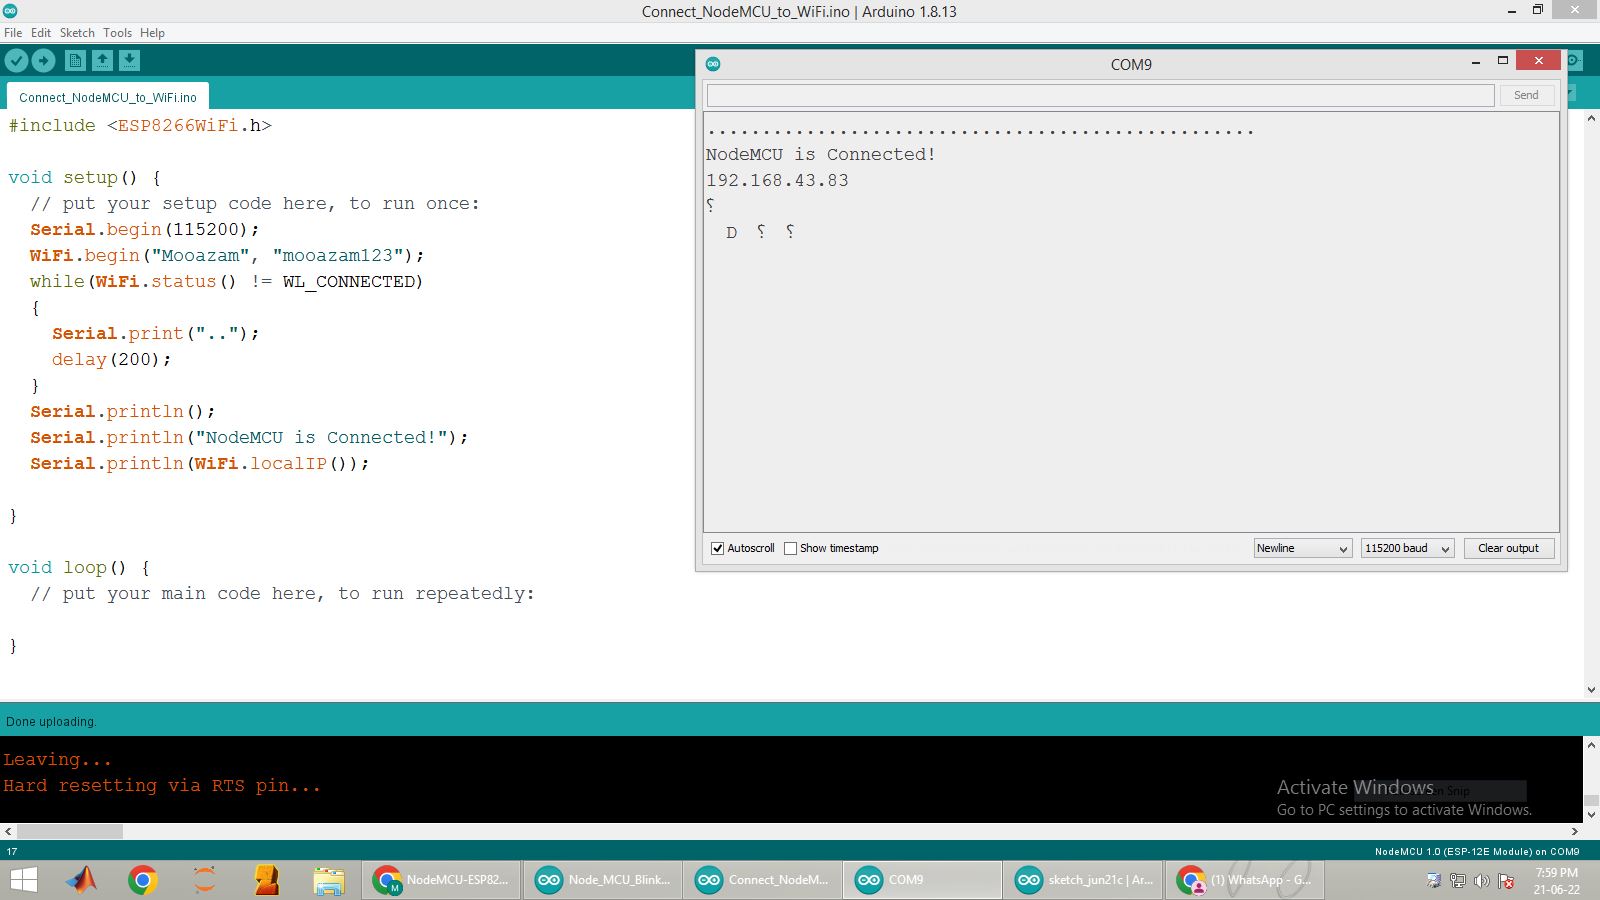 Connect_NodeMCU_to_WiFi.ino | Arduino 1.8.13
File Edit Sketch Tools Help
Connect_NodeMCU_to_WiFi.ino
#include <ESP8266WiFi.h>
void setup() {
// put your setup code here, to run once:
Serial.begin(115200);
WiFi.begin("Mooazam", "mooazam123");
while(WiFi.status() != WL_CONNECTED)
{
Serial.print("..");
delay(200);
}
Serial.println();
Serial.println("NodeMCU is Connected!");
Serial.println(WiFi.localIP());
}
void loop() {
// put your main code here, to run repeatedly:
}
COM9
Send
..................................................
NodeMCU is Connected!
192.168.43.83
⸮
D ⸮ ⸮
Autoscroll Show timestamp Newline 115200 baud Clear output
Done uploading.
Leaving...
Hard resetting via RTS pin...
Activate Windows
Go to PC settings to activate Windows.
17 NodeMCU 1.0 (ESP-12E Module) on COM9
NodeMCU-ESP82... Node_MCU_Blink... Connect_NodeM... COM9 sketch_jun21c | Ar... (1) WhatsApp - G...
7:59 PM
21-06-22